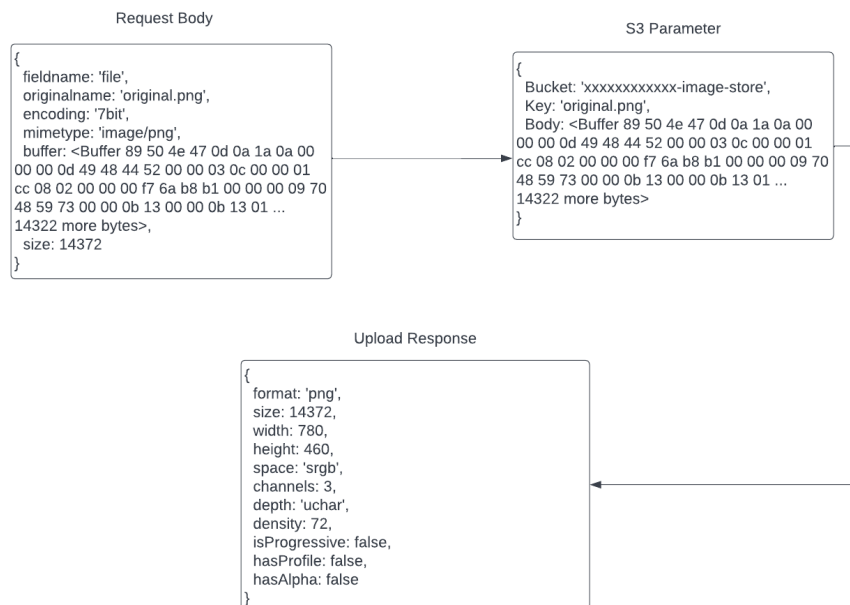 Request Body
{
fieldname: 'file',
originalname: 'original.png',
encoding: '7bit',
mimetype: 'image/png',
buffer: <Buffer 89 50 4e 47 0d 0a 1a 0a 00
00 00 0d 49 48 44 52 00 00 03 0c 00 00 01
cc 08 02 00 00 00 f7 6a b8 b1 00 00 00 09 70
48 59 73 00 00 0b 13 00 00 0b 13 01 ...
14322 more bytes>,
size: 14372
}
S3 Parameter
{
Bucket: 'xxxxxxxxxxxx-image-store',
Key: 'original.png',
Body: <Buffer 89 50 4e 47 0d 0a 1a 0a 00
00 00 0d 49 48 44 52 00 00 03 0c 00 00 01
cc 08 02 00 00 00 f7 6a b8 b1 00 00 00 09 70
48 59 73 00 00 0b 13 00 00 0b 13 01 ...
14322 more bytes>
}
Upload Response
{
format: 'png',
size: 14372,
width: 780,
height: 460,
space: 'srgb',
channels: 3,
depth: 'uchar',
density: 72,
isProgressive: false,
hasProfile: false,
hasAlpha: false
}